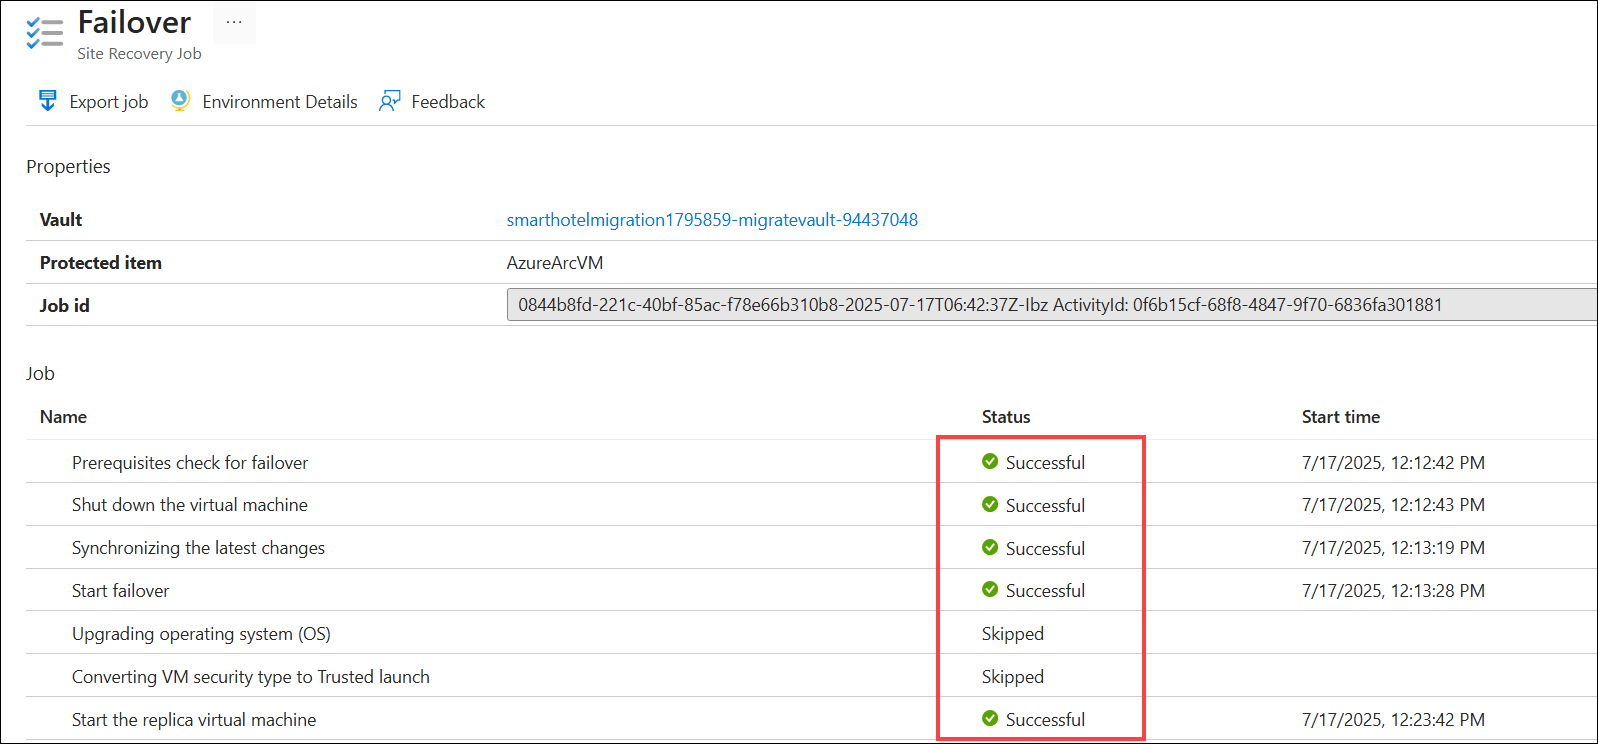 Failover
...
Site Recovery Job
Export job Environment Details Feedback
Properties
Vault smarthotelmigration1795859-migratevault-94437048
Protected item AzureArcVM
Job id 0844b8fd-221c-40bf-85ac-f78e66b310b8-2025-07-17T06:42:37Z-Ibz ActivityId: 0f6b15cf-68f8-4847-9f70-6836fa301881
Job
Name Status Start time
Prerequisites check for failover Successful 7/17/2025, 12:12:42 PM
Shut down the virtual machine Successful 7/17/2025, 12:12:43 PM
Synchronizing the latest changes Successful 7/17/2025, 12:13:19 PM
Start failover Successful 7/17/2025, 12:13:28 PM
Upgrading operating system (OS) Skipped
Converting VM security type to Trusted launch Skipped
Start the replica virtual machine Successful 7/17/2025, 12:23:42 PM